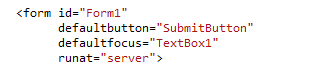 <form id="Form1"
defaultbutton="SubmitButton"
defaultfocus="TextBox1"
runat="server">